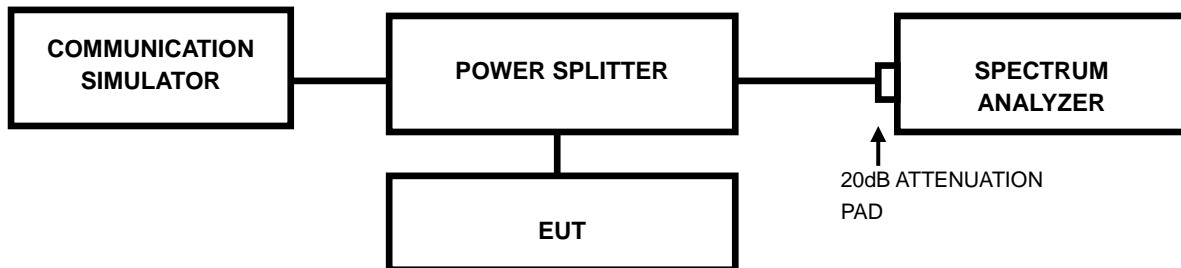 COMMUNICATION
SIMULATOR
POWER SPLITTER
SPECTRUM
ANALYZER
20dB ATTENUATION
PAD
EUT